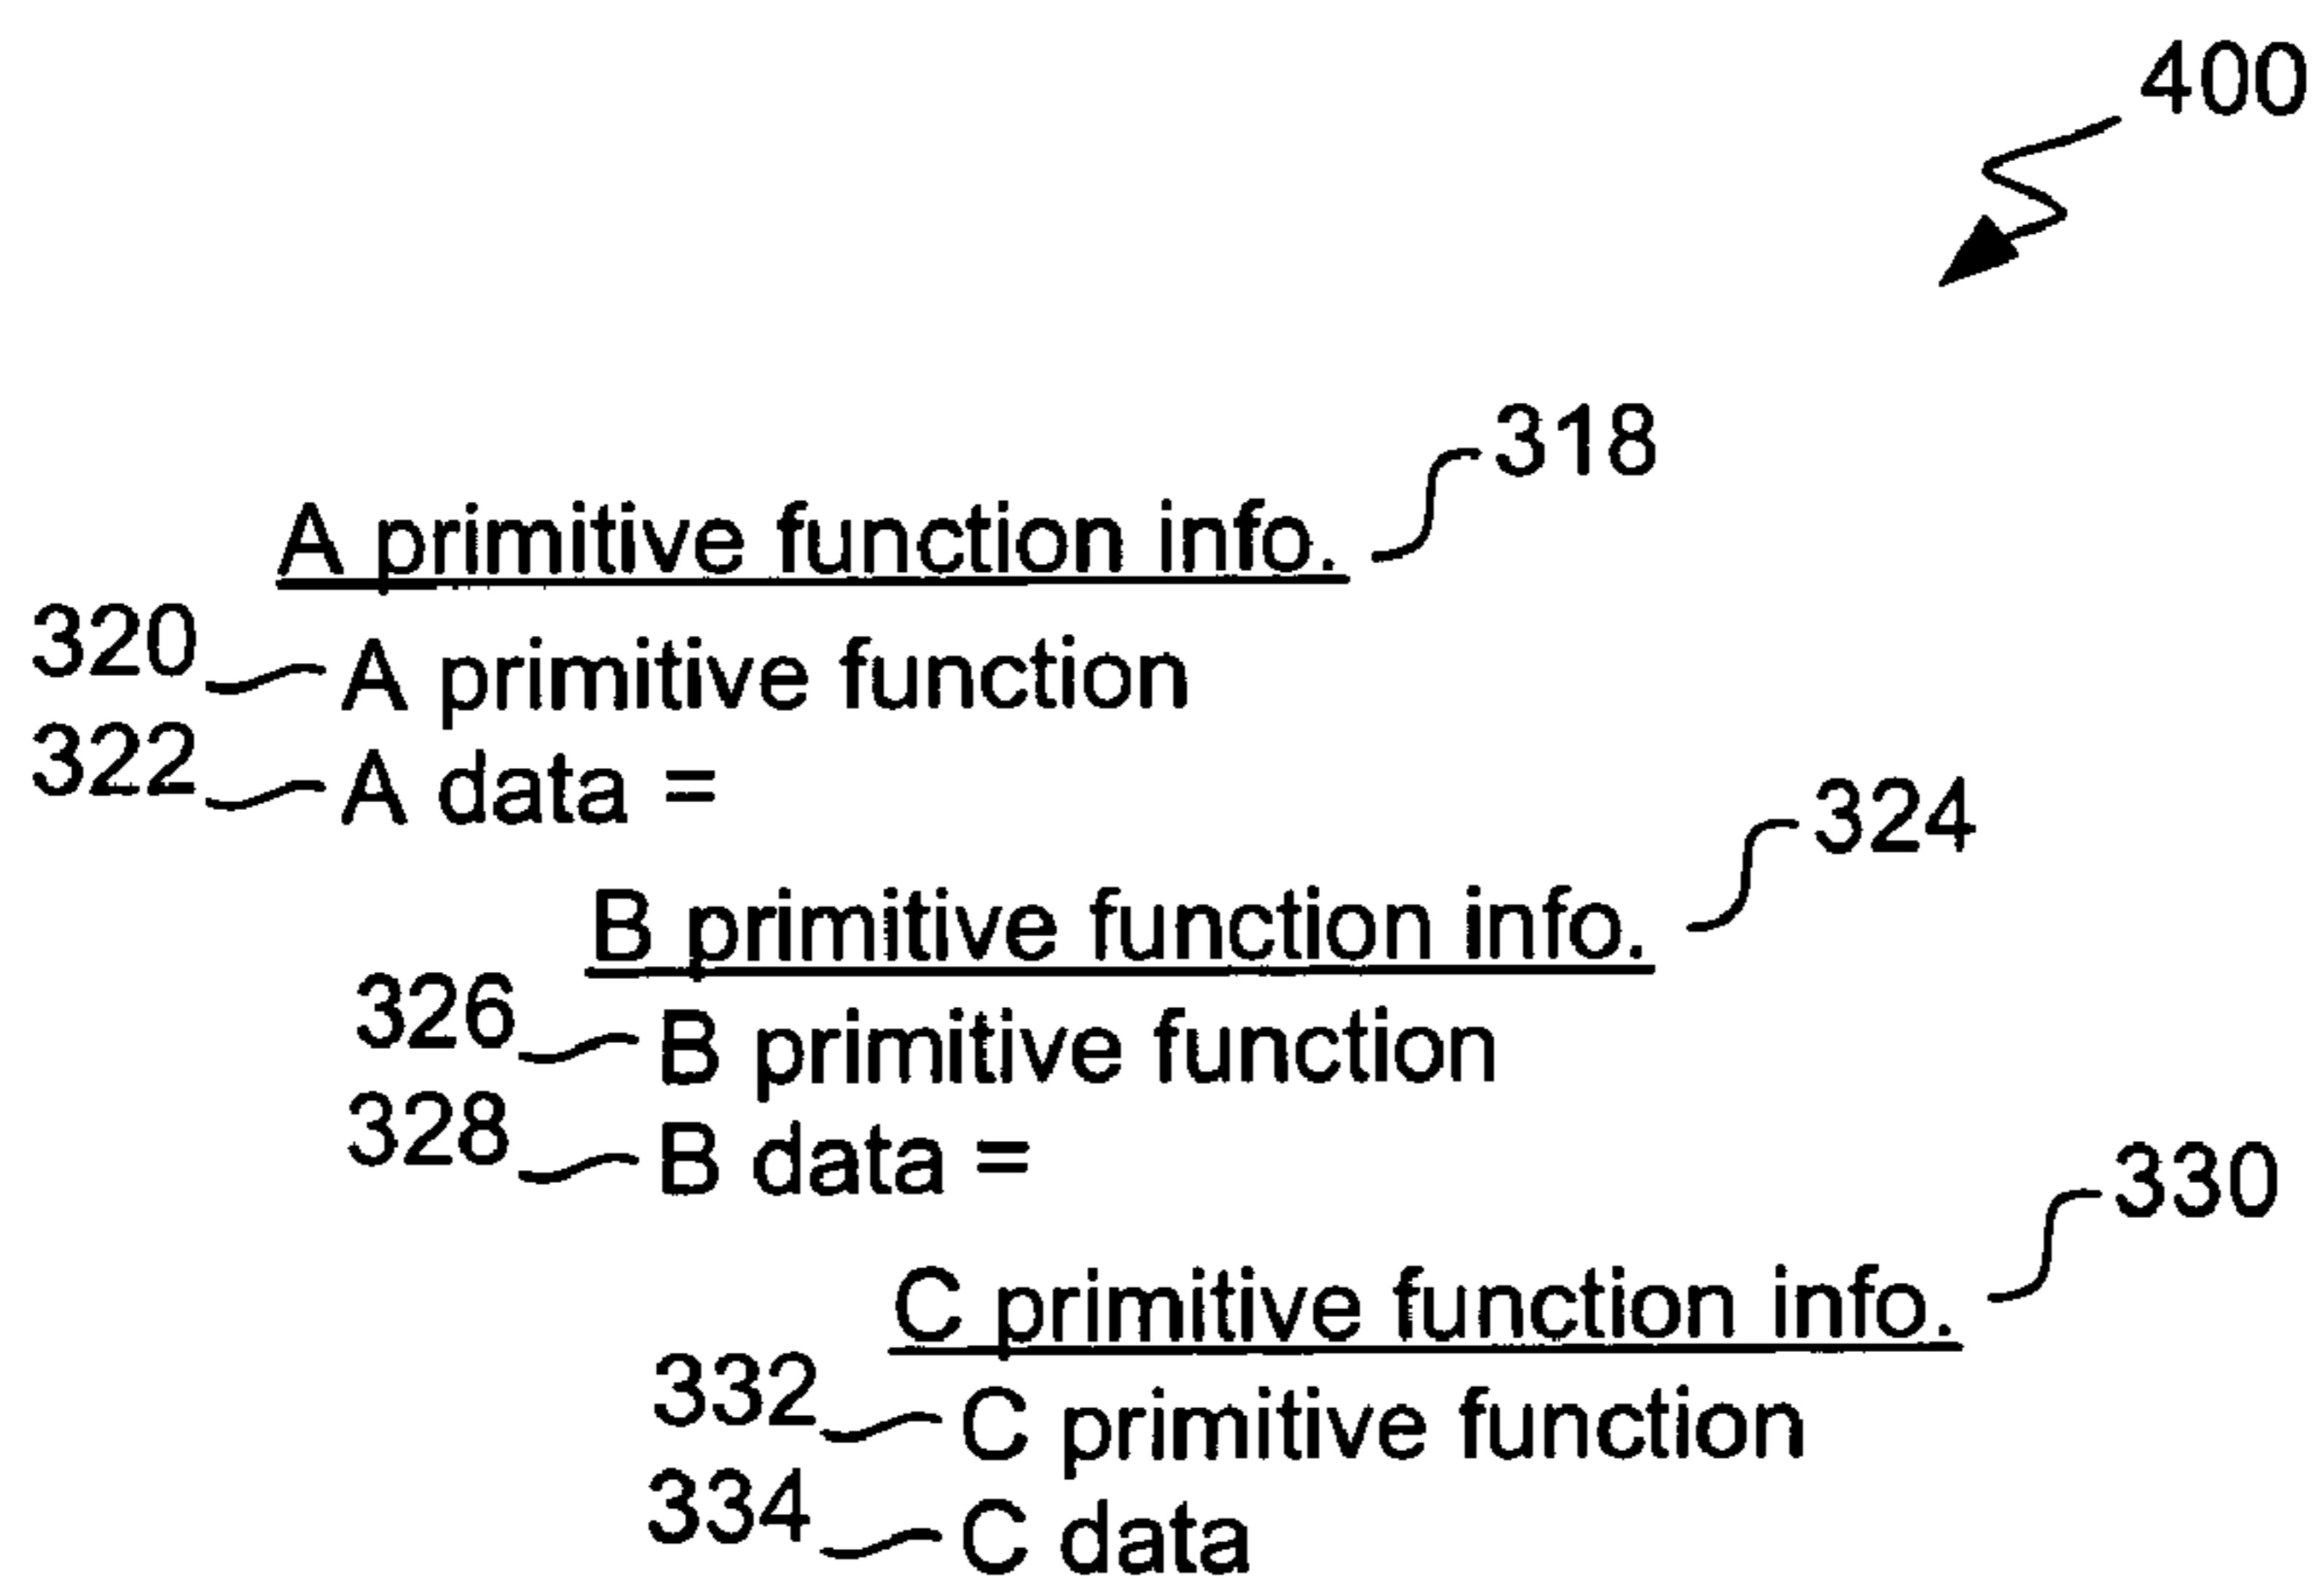 400
318
A primitive function info.
320 A primitive function
322 A data =
324
B primitive function info.
326 B primitive function
328 B data =
330
C primitive function info.
332 C primitive function
334 C data